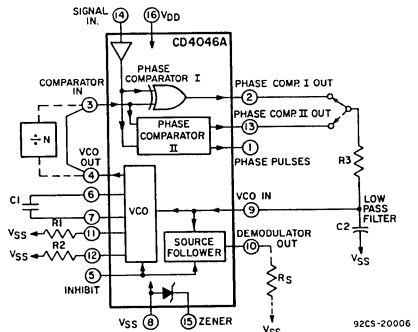 SIGNAL IN.
14
16 VDD
CD4046A
PHASE COMPARATOR I
COMPARATOR IN
3
2
PHASE COMP. I OUT
÷N
PHASE COMPARATOR II
13
PHASE COMP. II OUT
1
PHASE PULSES
VCO OUT
4
R3
6
C1
VCO
VCO IN
9
LOW PASS FILTER
7
R1
VSS
11
SOURCE FOLLOWER
DEMODULATOR OUT
10
C2
R2
VSS
12
VSS
5
INHIBIT
RS
VSS 8
15 ZENER
VSS
92CS-20006